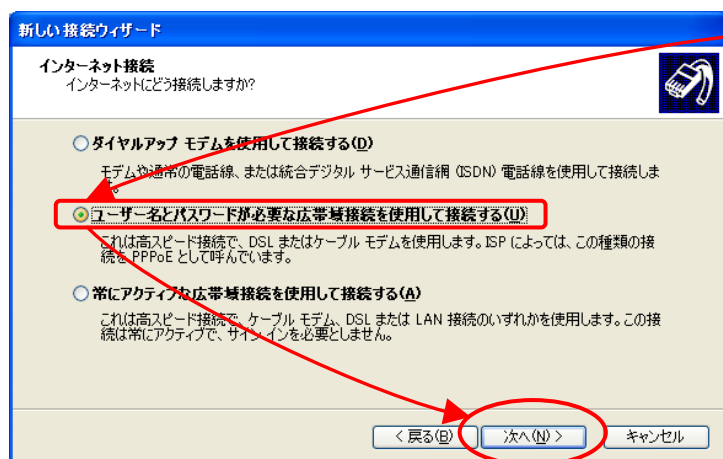 新しい接続ウィザード
インターネット接続
インターネットにどう接続しますか?
ダイヤルアップ モデムを使用して接続する(D)
モデムや通常の電話線、または統合デジタル サービス通信網 (ISDN) 電話線を使用して接続しま
す。
ユーザー名とパスワードが必要な広帯域接続を使用して接続する(U)
これは高スピード接続で、DSL またはケーブル モデムを使用します。ISP によっては、この種類の接
続を PPPoE として呼んでいます。
常にアクティブな広帯域接続を使用して接続する(A)
これは高スピード接続で、ケーブル モデム、DSL または LAN 接続のいずれかを使用します。この接
続は常にアクティブで、サイン インを必要としません。
< 戻る(B) 次へ(N) > キャンセル